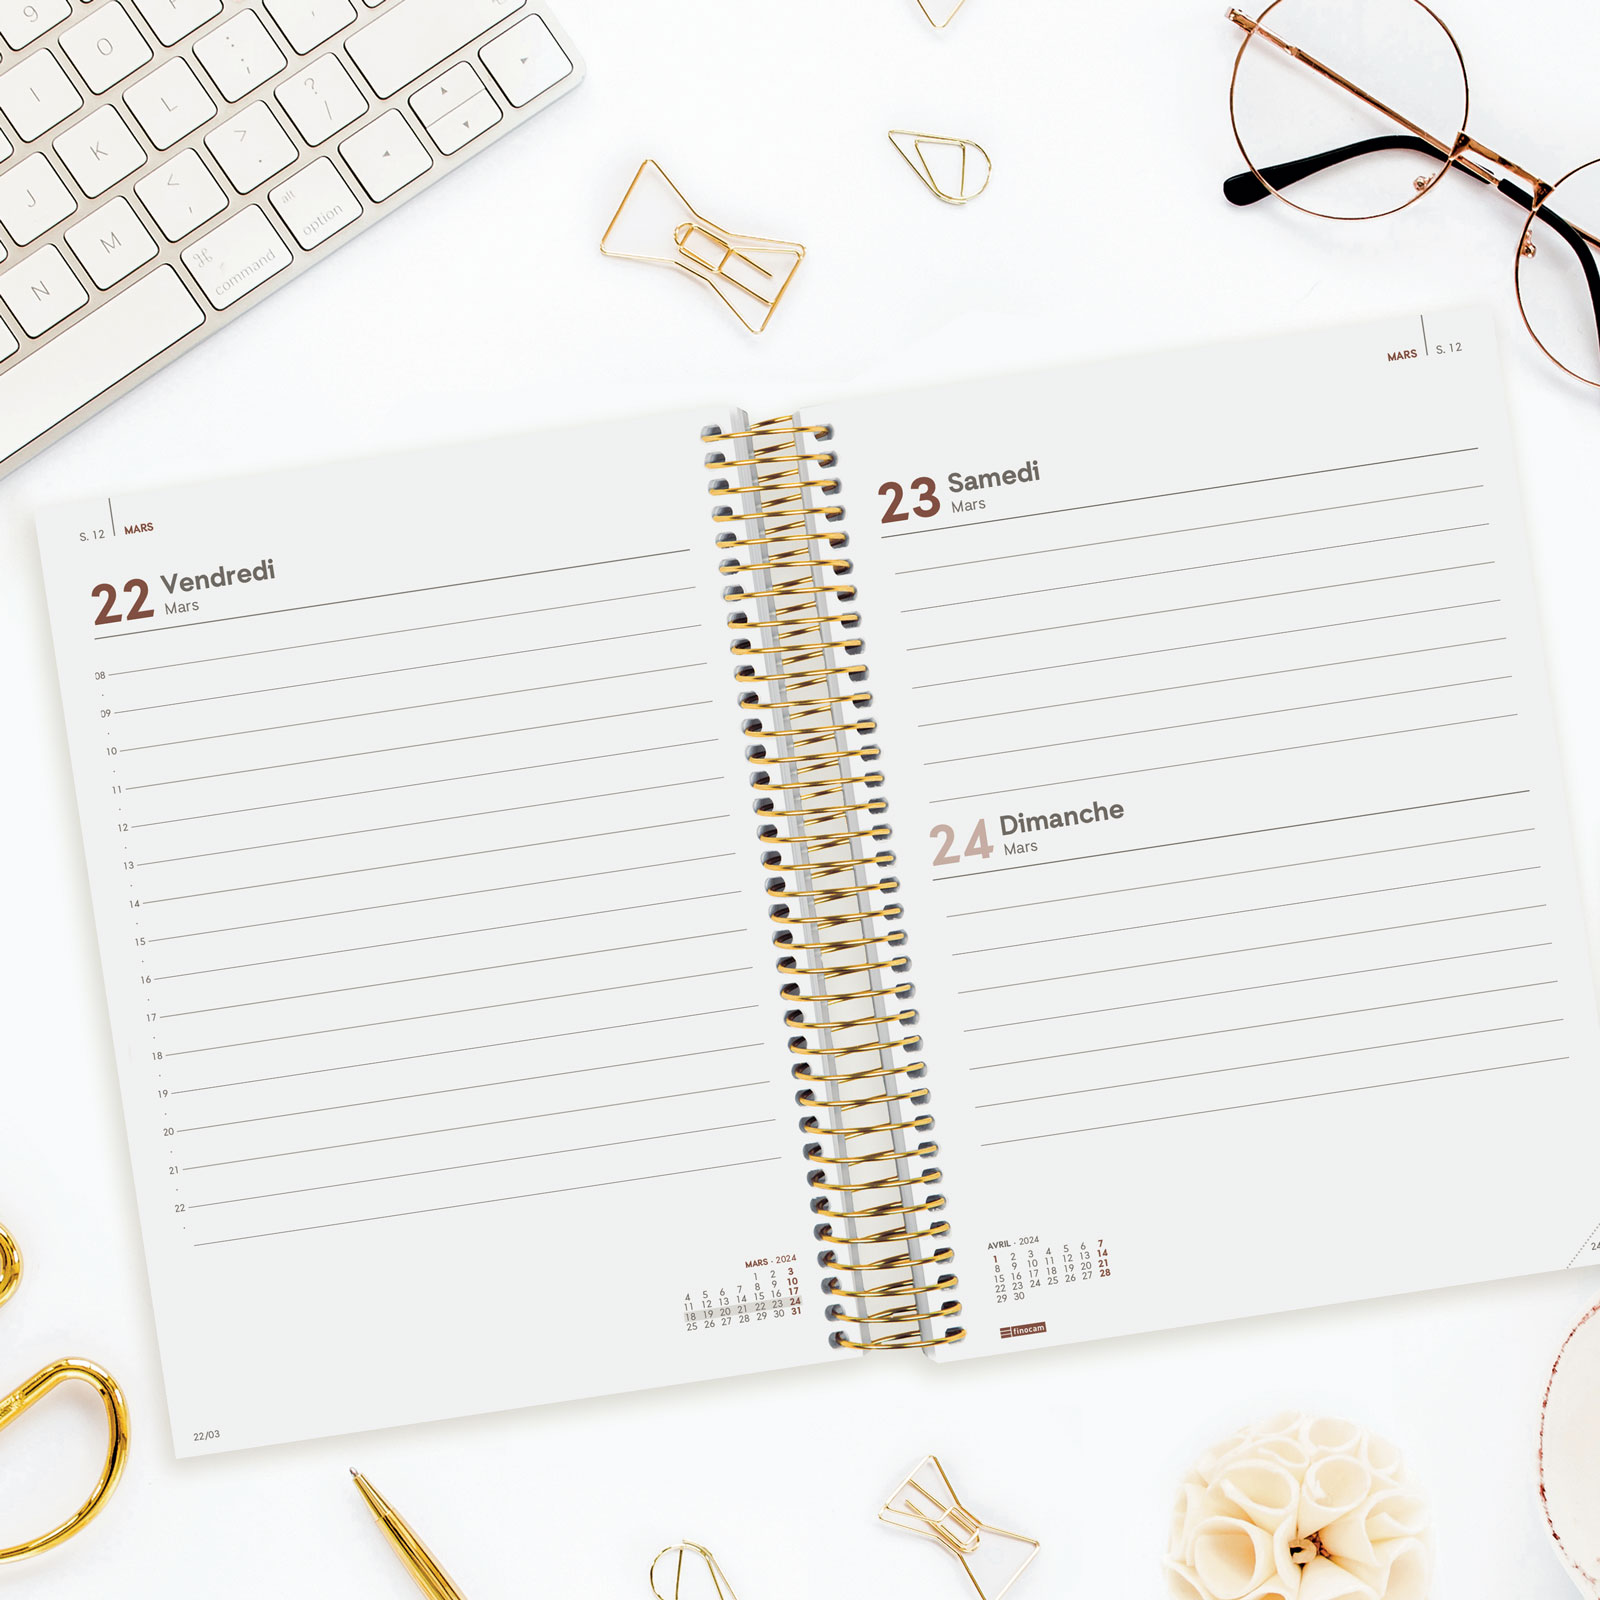 9
O
I
L
K
J
M
N
:
;
?
/
>
.
<
,
alt
option
⌘
command
S. 12 MARS
22 Vendredi
Mars
08
09
10
11
12
13
14
15
16
17
18
19
20
21
22
MARS - 2024
1 2 3
4 5 6 7 8 9 10
11 12 13 14 15 16 17
18 19 20 21 22 23 24
25 26 27 28 29 30 31
22/03
MARS S. 12
23 Samedi
Mars
24 Dimanche
Mars
AVRIL - 2024
1 2 3 4 5 6 7
8 9 10 11 12 13 14
15 16 17 18 19 20 21
22 23 24 25 26 27 28
29 30
finocam